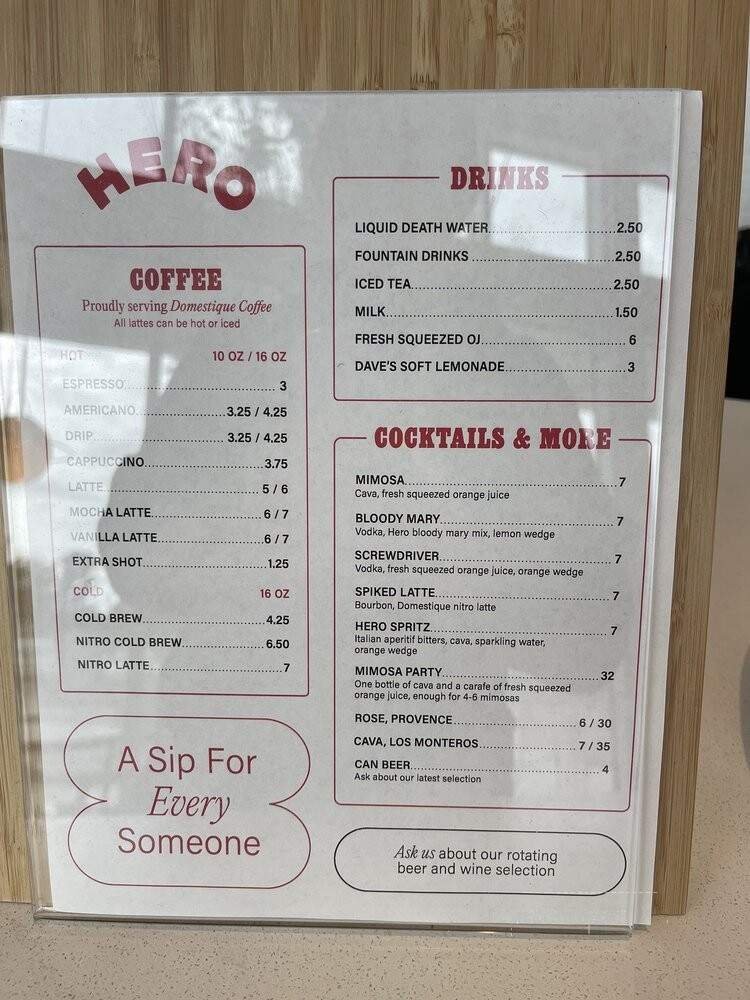 HERO
COFFEE
Proudly serving Domestique Coffee
All lattes can be hot or iced
HOT 10 OZ / 16 OZ
ESPRESSO 3
AMERICANO 3.25 / 4.25
DRIP 3.25 / 4.25
CAPPUCCINO 3.75
LATTE 5 / 6
MOCHA LATTE 6 / 7
VANILLA LATTE 6 / 7
EXTRA SHOT 1.25
COLD 16 OZ
COLD BREW 4.25
NITRO COLD BREW 6.50
NITRO LATTE 7
A Sip For
Every
Someone
DRINKS
LIQUID DEATH WATER 2.50
FOUNTAIN DRINKS 2.50
ICED TEA 2.50
MILK 1.50
FRESH SQUEEZED OJ 6
DAVE'S SOFT LEMONADE 3
COCKTAILS & MORE
MIMOSA 7
Cava, fresh squeezed orange juice
BLOODY MARY 7
Vodka, Hero bloody mary mix, lemon wedge
SCREWDRIVER 7
Vodka, fresh squeezed orange juice, orange wedge
SPIKED LATTE 7
Bourbon, Domestique nitro latte
HERO SPRITZ 7
Italian aperitif bitters, cava, sparkling water,
orange wedge
MIMOSA PARTY 32
One bottle of cava and a carafe of fresh squeezed
orange juice, enough for 4-6 mimosas
ROSE, PROVENCE 6 / 30
CAVA, LOS MONTEROS 7 / 35
CAN BEER 4
Ask about our latest selection
Ask us about our rotating
beer and wine selection